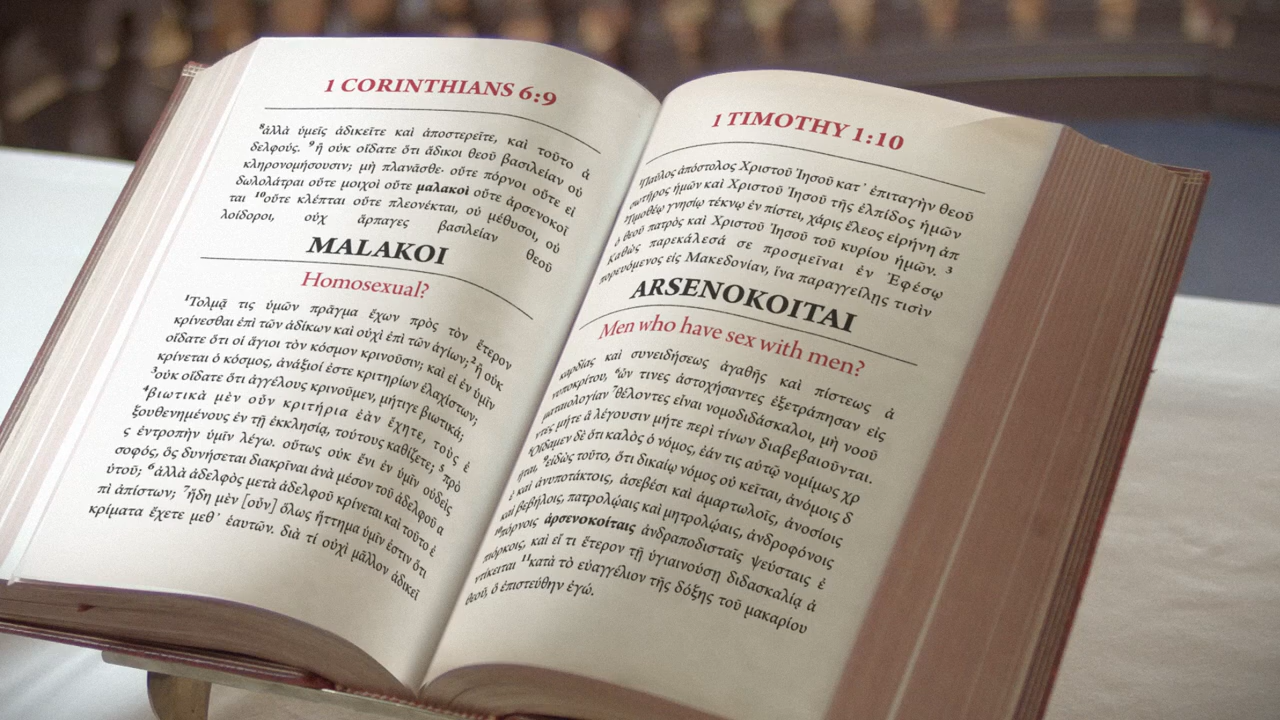 1 CORINTHIANS 6:9
⁸ἀλλὰ ὑμεῖς ἀδικεῖτε καὶ ἀποστερεῖτε, καὶ τοῦτο ἀ
δελφούς. ⁹ἢ οὐκ οἴδατε ὅτι ἄδικοι θεοῦ βασιλείαν οὐ
κληρονομήσουσιν; μὴ πλανᾶσθε· οὔτε πόρνοι οὔτε εἰ
δωλολάτραι οὔτε μοιχοὶ οὔτε μαλακοὶ οὔτε ἀρσενοκοῖ
ται ¹⁰οὔτε κλέπται οὔτε πλεονέκται, οὐ μέθυσοι, οὐ
λοίδοροι, οὐχ ἅρπαγες βασιλείαν θεοῦ
MALAKOI
Homosexual?
¹Τολμᾷ τις ὑμῶν πρᾶγμα ἔχων πρὸς τὸν ἕτερον
κρίνεσθαι ἐπὶ τῶν ἀδίκων καὶ οὐχὶ ἐπὶ τῶν ἁγίων; ²ἢ οὐκ
οἴδατε ὅτι οἱ ἅγιοι τὸν κόσμον κρινοῦσιν; καὶ εἰ ἐν ὑμῖν
κρίνεται ὁ κόσμος, ἀνάξιοί ἐστε κριτηρίων ἐλαχίστων;
³οὐκ οἴδατε ὅτι ἀγγέλους κρινοῦμεν, μήτιγε βιωτικά;
⁴βιωτικὰ μὲν οὖν κριτήρια ἐὰν ἔχητε, τοὺς ἐ
ξουθενημένους ἐν τῇ ἐκκλησίᾳ, τούτους καθίζετε; ⁵ πρὸ
ς ἐντροπὴν ὑμῖν λέγω. οὕτως οὐκ ἔνι ἐν ὑμῖν οὐδεὶς
σοφός, ὃς δυνήσεται διακρῖναι ἀνὰ μέσον τοῦ ἀδελφοῦ α
ὐτοῦ; ⁶ἀλλὰ ἀδελφὸς μετὰ ἀδελφοῦ κρίνεται καὶ τοῦτο ἐ
πὶ ἀπίστων; ⁷ἤδη μὲν [οὖν] ὅλως ἥττημα ὑμῖν ἐστιν ὅτι
κρίματα ἔχετε μεθ᾽ ἑαυτῶν. διὰ τί οὐχὶ μᾶλλον ἀδικεῖ
1 TIMOTHY 1:10
¹Παῦλος ἀπόστολος Χριστοῦ Ἰησοῦ κατ᾽ ἐπιταγὴν θεοῦ
σωτῆρος ἡμῶν καὶ Χριστοῦ Ἰησοῦ τῆς ἐλπίδος ἡμῶν
²Τιμοθέῳ γνησίῳ τέκνῳ ἐν πίστει, χάρις ἔλεος εἰρήνη ἀπ
ὸ θεοῦ πατρὸς καὶ Χριστοῦ Ἰησοῦ τοῦ κυρίου ἡμῶν. ³
Καθὼς παρεκάλεσά σε προσμεῖναι ἐν Ἐφέσῳ
πορευόμενος εἰς Μακεδονίαν, ἵνα παραγγείλῃς τισὶν
ARSENOKOITAI
Men who have sex with men?
καρδίας καὶ συνειδήσεως ἀγαθῆς καὶ πίστεως ἀ
νυποκρίτου, ⁶ὧν τινες ἀστοχήσαντες ἐξετράπησαν εἰς
ματαιολογίαν ⁷θέλοντες εἶναι νομοδιδάσκαλοι, μὴ νοοῦ
ντες μήτε ἃ λέγουσιν μήτε περὶ τίνων διαβεβαιοῦνται.
⁸Οἴδαμεν δὲ ὅτι καλὸς ὁ νόμος, ἐάν τις αὐτῷ νομίμως χρ
ῆται, ⁹εἰδὼς τοῦτο, ὅτι δικαίῳ νόμος οὐ κεῖται, ἀνόμοις δ
ὲ καὶ ἀνυποτάκτοις, ἀσεβέσι καὶ ἁμαρτωλοῖς, ἀνοσίοις
καὶ βεβήλοις, πατρολῴαις καὶ μητρολῴαις, ἀνδροφόνοις
¹⁰πόρνοις ἀρσενοκοίταις ἀνδραποδισταῖς ψεύσταις ἐ
πιόρκοις, καὶ εἴ τι ἕτερον τῇ ὑγιαινούσῃ διδασκαλίᾳ ἀ
ντίκειται ¹¹κατὰ τὸ εὐαγγέλιον τῆς δόξης τοῦ μακαρίου
θεοῦ, ὃ ἐπιστεύθην ἐγώ.